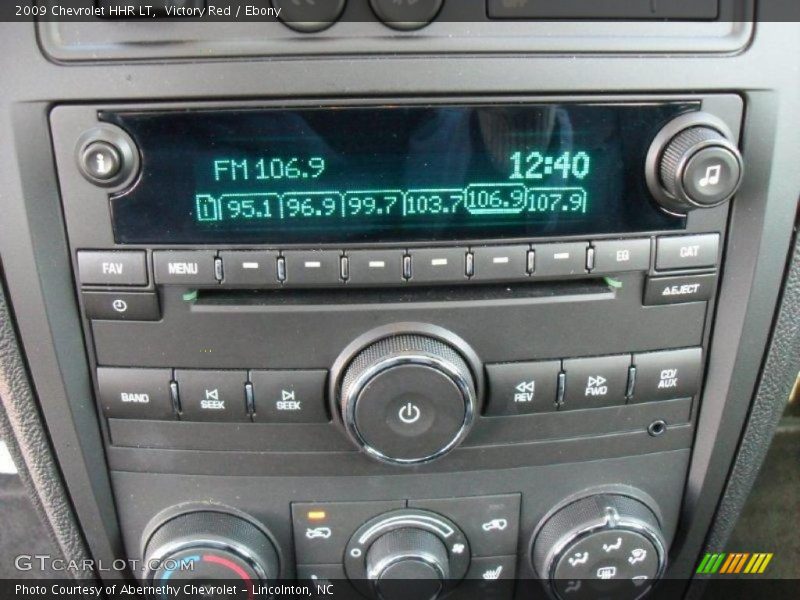 2009 Chevrolet HHR LT, Victory Red / Ebony
FM 106.9 12:40
1 95.1 96.9 99.7 103.7 106.9 107.9
FAV MENU EQ CAT
EJECT
BAND SEEK SEEK REV FWD CD/AUX
GTCarLot.com
Photo Courtesy of Abernethy Chevrolet - Lincolnton, NC